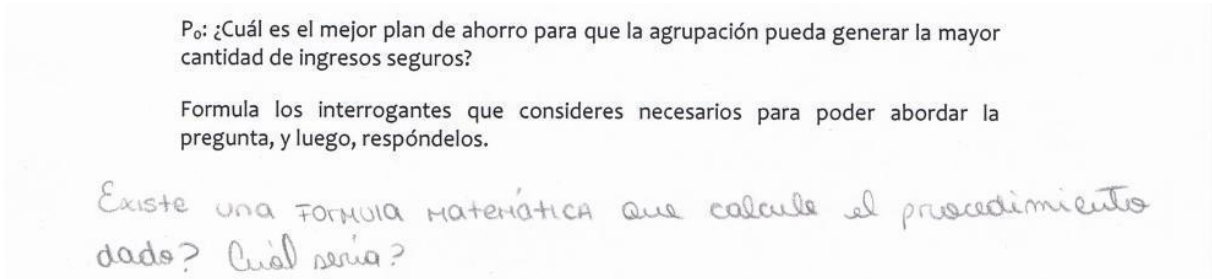 P₀: ¿Cuál es el mejor plan de ahorro para que la agrupación pueda generar la mayor
cantidad de ingresos seguros?
Formula los interrogantes que consideres necesarios para poder abordar la
pregunta, y luego, respóndelos.
Existe una FORMULA MATEMÁTICA que calcule el procedimiento
dado? Cuál sería?